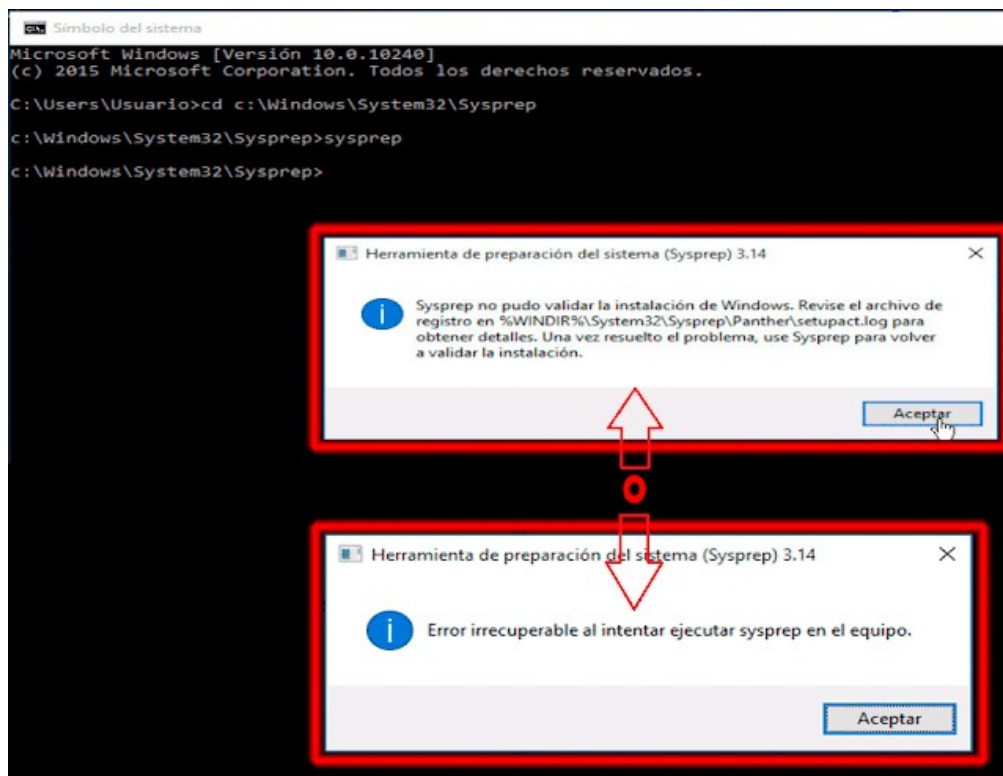 Símbolo del sistema
Microsoft Windows [Versión 10.0.10240]
(c) 2015 Microsoft Corporation. Todos los derechos reservados.
C:\Users\Usuario>cd c:\Windows\System32\Sysprep
c:\Windows\System32\Sysprep>sysprep
c:\Windows\System32\Sysprep>
Herramienta de preparación del sistema (Sysprep) 3.14
Sysprep no pudo validar la instalación de Windows. Revise el archivo de
registro en %WINDIR%\System32\Sysprep\Panther\setupact.log para
obtener detalles. Una vez resuelto el problema, use Sysprep para volver
a validar la instalación.
Aceptar
o
Herramienta de preparación del sistema (Sysprep) 3.14
Error irrecuperable al intentar ejecutar sysprep en el equipo.
Aceptar